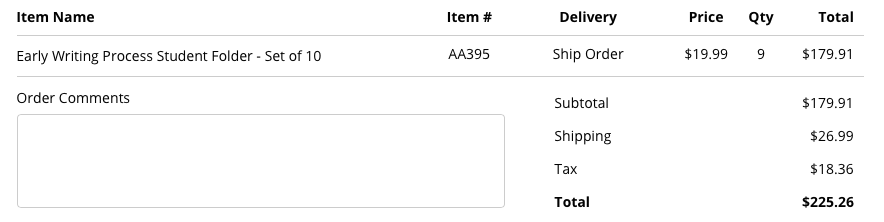 Item Name Item # Delivery Price Qty Total
Early Writing Process Student Folder - Set of 10 AA395 Ship Order $19.99 9 $179.91
Order Comments
Subtotal $179.91
Shipping $26.99
Tax $18.36
Total $225.26